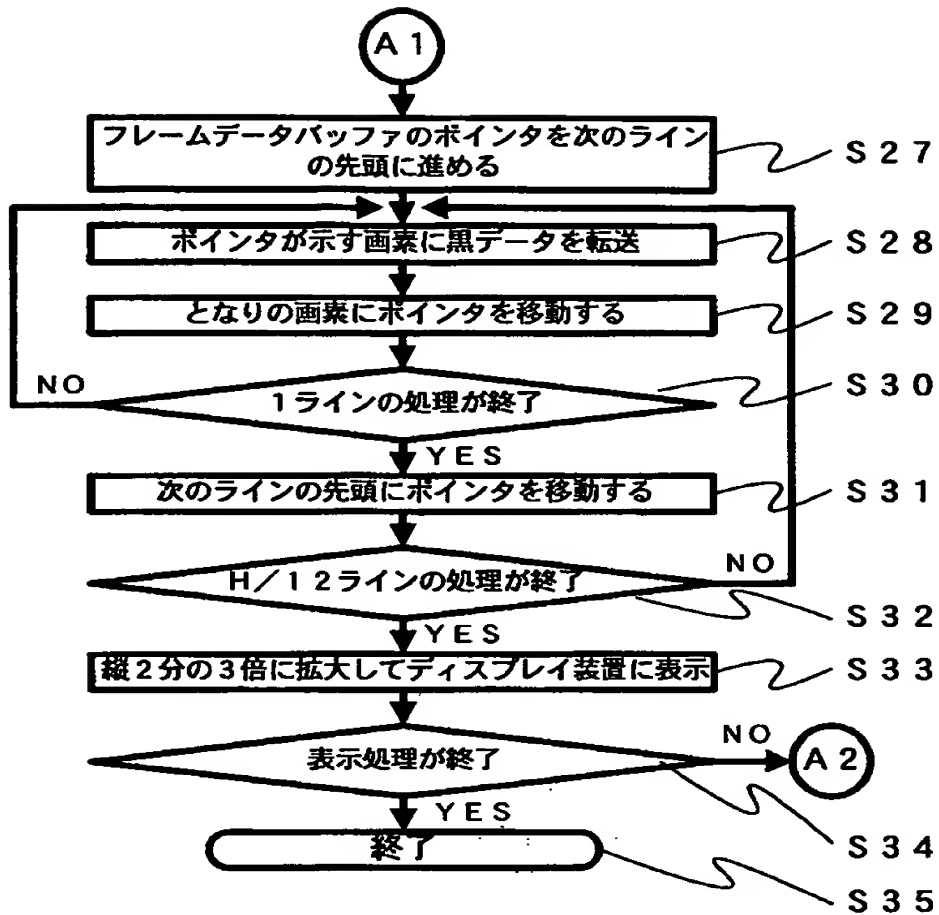 A1
フレームデータバッファのポインタを次のライン
の先頭に進める
S27
ポインタが示す画素に黒データを転送
S28
となりの画素にポインタを移動する
S29
NO
1ラインの処理が終了
S30
YES
次のラインの先頭にポインタを移動する
S31
H/12ラインの処理が終了
NO
S32
YES
縦2分の3倍に拡大してディスプレイ装置に表示
S33
表示処理が終了
NO
A2
S34
YES
終了
S35